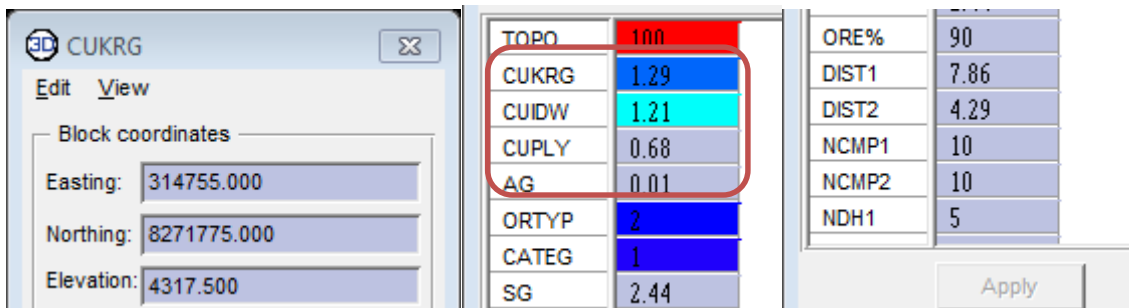 3D CUKRG
Edit View
Block coordinates
Easting: 314755.000
Northing: 8271775.000
Elevation: 4317.500
TOPO 100
CUKRG 1.29
CUIDW 1.21
CUPLY 0.68
AG 0.01
ORTYP 2
CATEG 1
SG 2.44
ORE% 90
DIST1 7.86
DIST2 4.29
NCMP1 10
NCMP2 10
NDH1 5
Apply